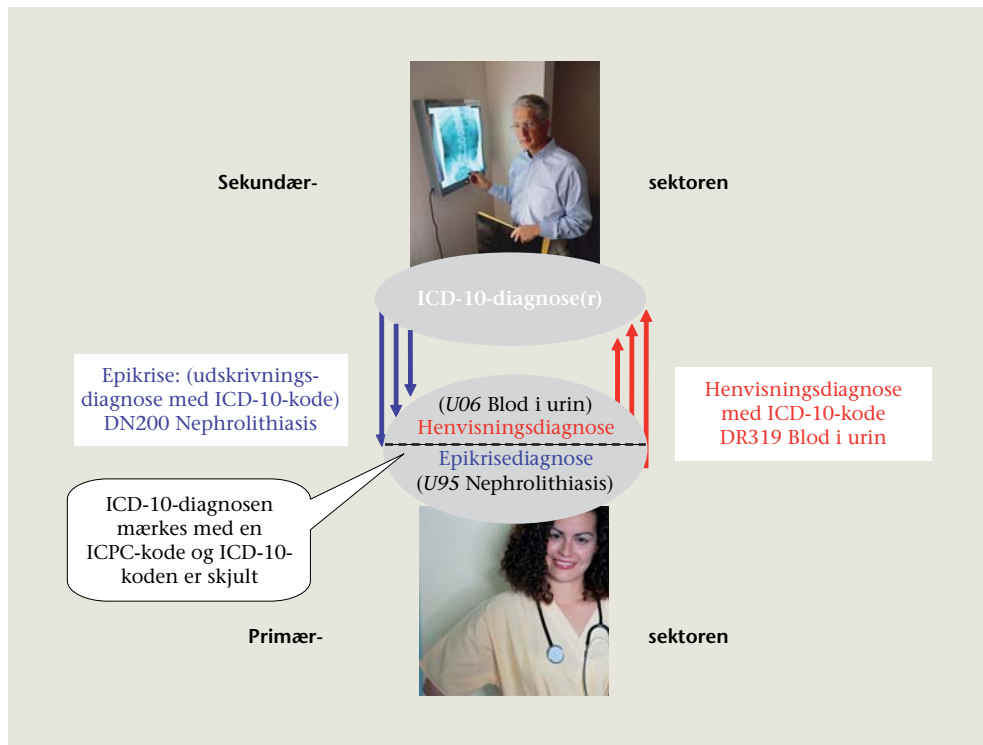 Sekundær- sektoren
ICD-10-diagnose(r)
Epikrise: (udskrivnings-
diagnose med ICD-10-kode)
DN200 Nephrolithiasis
(U06 Blod i urin)
Henvisningsdiagnose
Epikrisediagnose
(U95 Nephrolithiasis)
Henvisningsdiagnose
med ICD-10-kode
DR319 Blod i urin
ICD-10-diagnosen
mærkes med en
ICPC-kode og ICD-10-
koden er skjult
Primær- sektoren